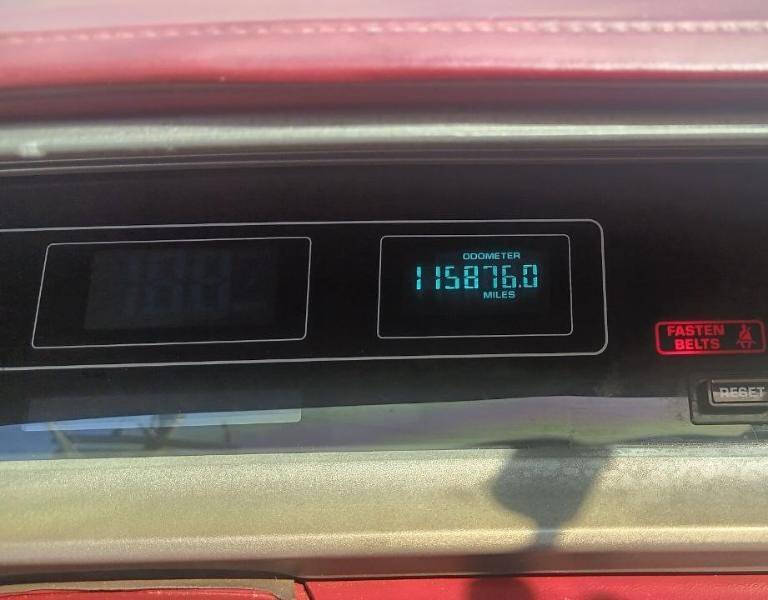 ODOMETER
115876.0
MILES
FASTEN
BELTS
RESET